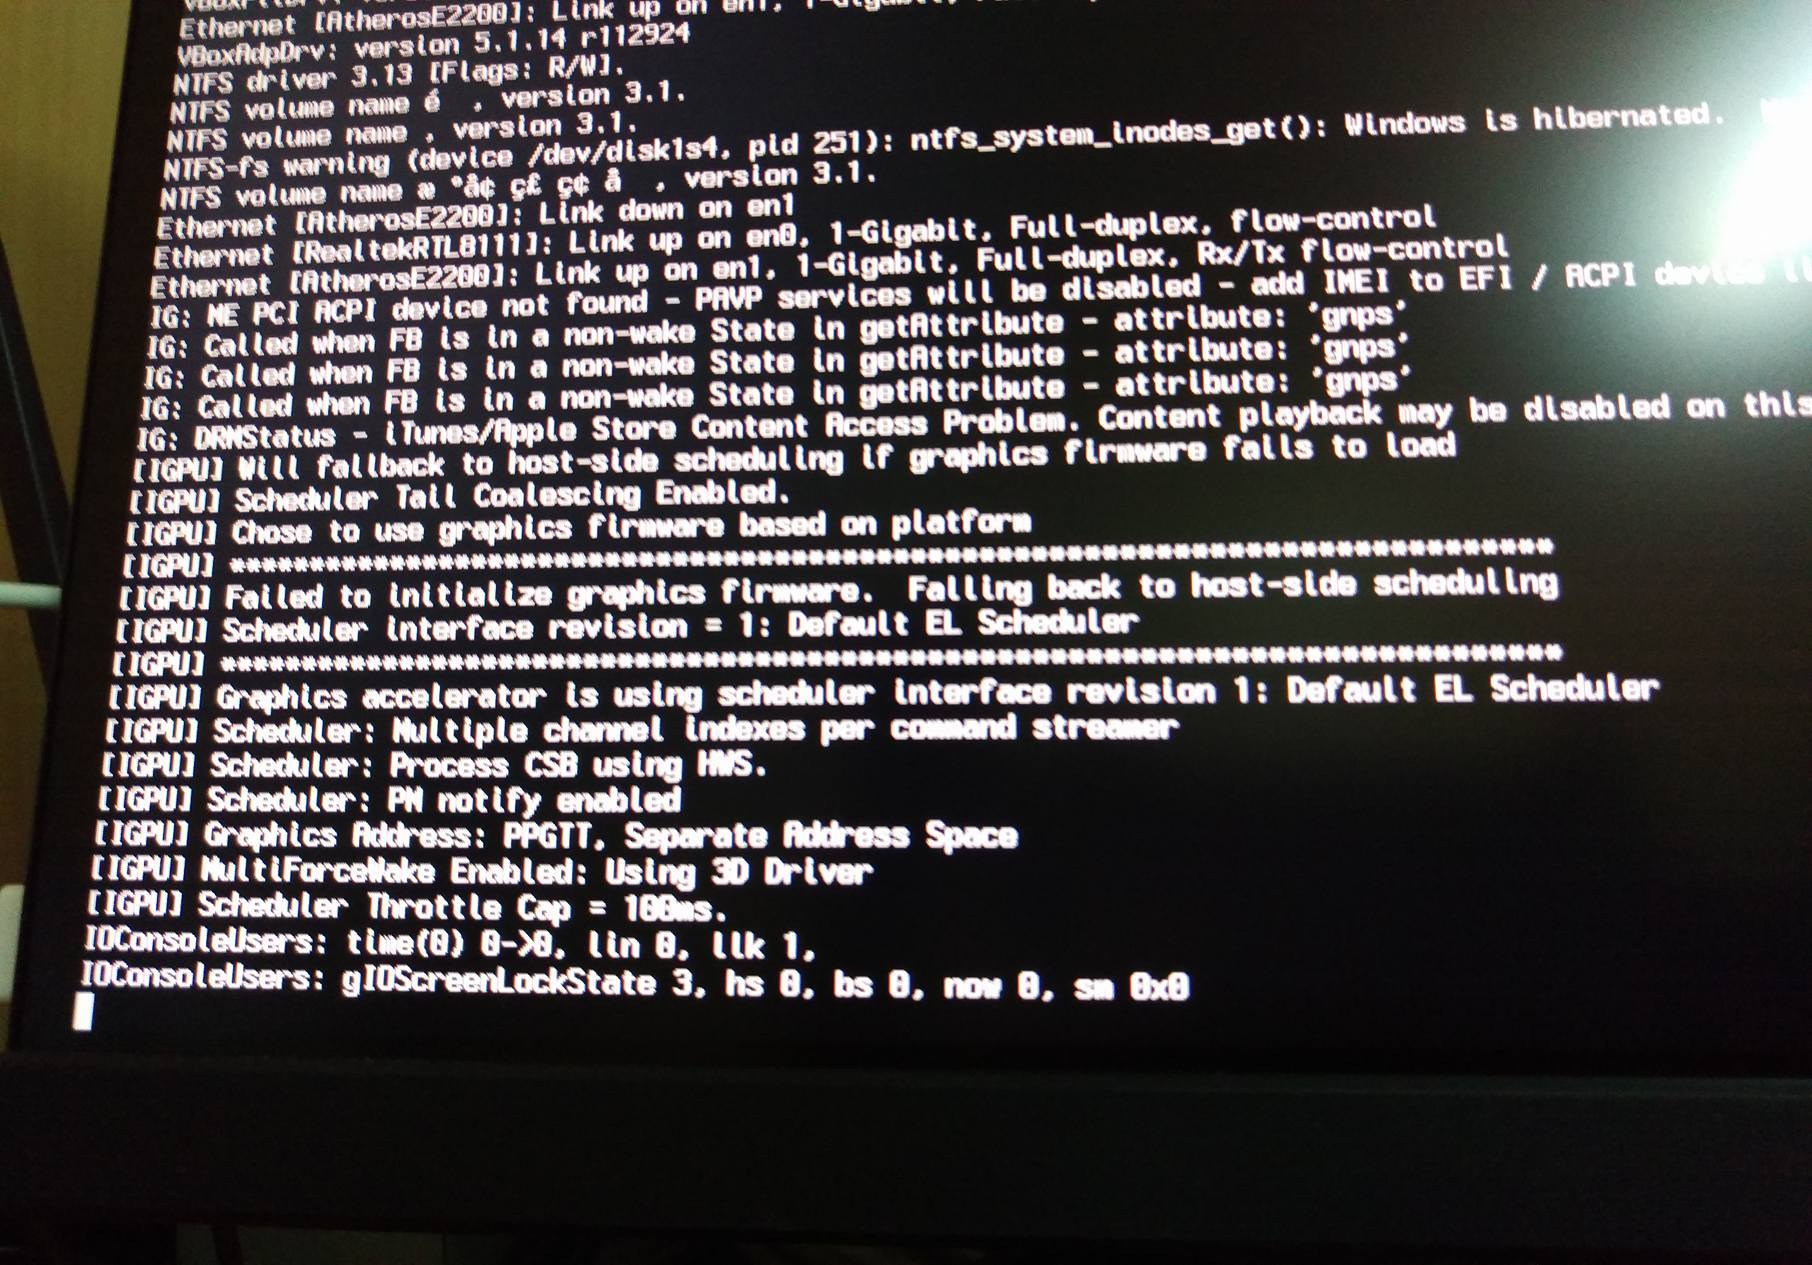 Ethernet [AtherosE2200]: Link up on en1, 1-Gigabit,
VBoxAdpDrv: version 5.1.14 r112924
NTFS driver 3.13 [Flags: R/W].
NTFS volume name é  , version 3.1.
NTFS volume name , version 3.1.
NTFS-fs warning (device /dev/disk1s4, pid 251): ntfs_system_inodes_get(): Windows is hibernated.
NTFS volume name æ °å¢ ç£ ç¢ å  , version 3.1.
Ethernet [AtherosE2200]: Link down on en1
Ethernet [RealtekRTL8111]: Link up on en0, 1-Gigabit, Full-duplex, flow-control
Ethernet [AtherosE2200]: Link up on en1, 1-Gigabit, Full-duplex, Rx/Tx flow-control
IG: ME PCI ACPI device not found - PAVP services will be disabled - add IMEI to EFI / ACPI device
IG: Called when FB is in a non-wake State in getAttribute - attribute: 'gnps'
IG: Called when FB is in a non-wake State in getAttribute - attribute: 'gnps'
IG: Called when FB is in a non-wake State in getAttribute - attribute: 'gnps'
IG: DRMStatus - iTunes/Apple Store Content Access Problem. Content playback may be disabled on this
[IGPU] Will fallback to host-side scheduling if graphics firmware fails to load
[IGPU] Scheduler Tail Coalescing Enabled.
[IGPU] Chose to use graphics firmware based on platform
[IGPU] ********************************************************************************
[IGPU] Failed to initialize graphics firmware.  Falling back to host-side scheduling
[IGPU] Scheduler interface revision = 1: Default EL Scheduler
[IGPU] ********************************************************************************
[IGPU] Graphics accelerator is using scheduler interface revision 1: Default EL Scheduler
[IGPU] Scheduler: Multiple channel indexes per command streamer
[IGPU] Scheduler: Process CSB using HWS.
[IGPU] Scheduler: PM notify enabled
[IGPU] Graphics Address: PPGTT, Separate Address Space
[IGPU] MultiForceWake Enabled: Using 3D Driver
[IGPU] Scheduler Throttle Cap = 100ms.
IOConsoleUsers: time(0) 0->0, lin 0, llk 1,
IOConsoleUsers: gIOScreenLockState 3, hs 0, bs 0, now 0, sm 0x0